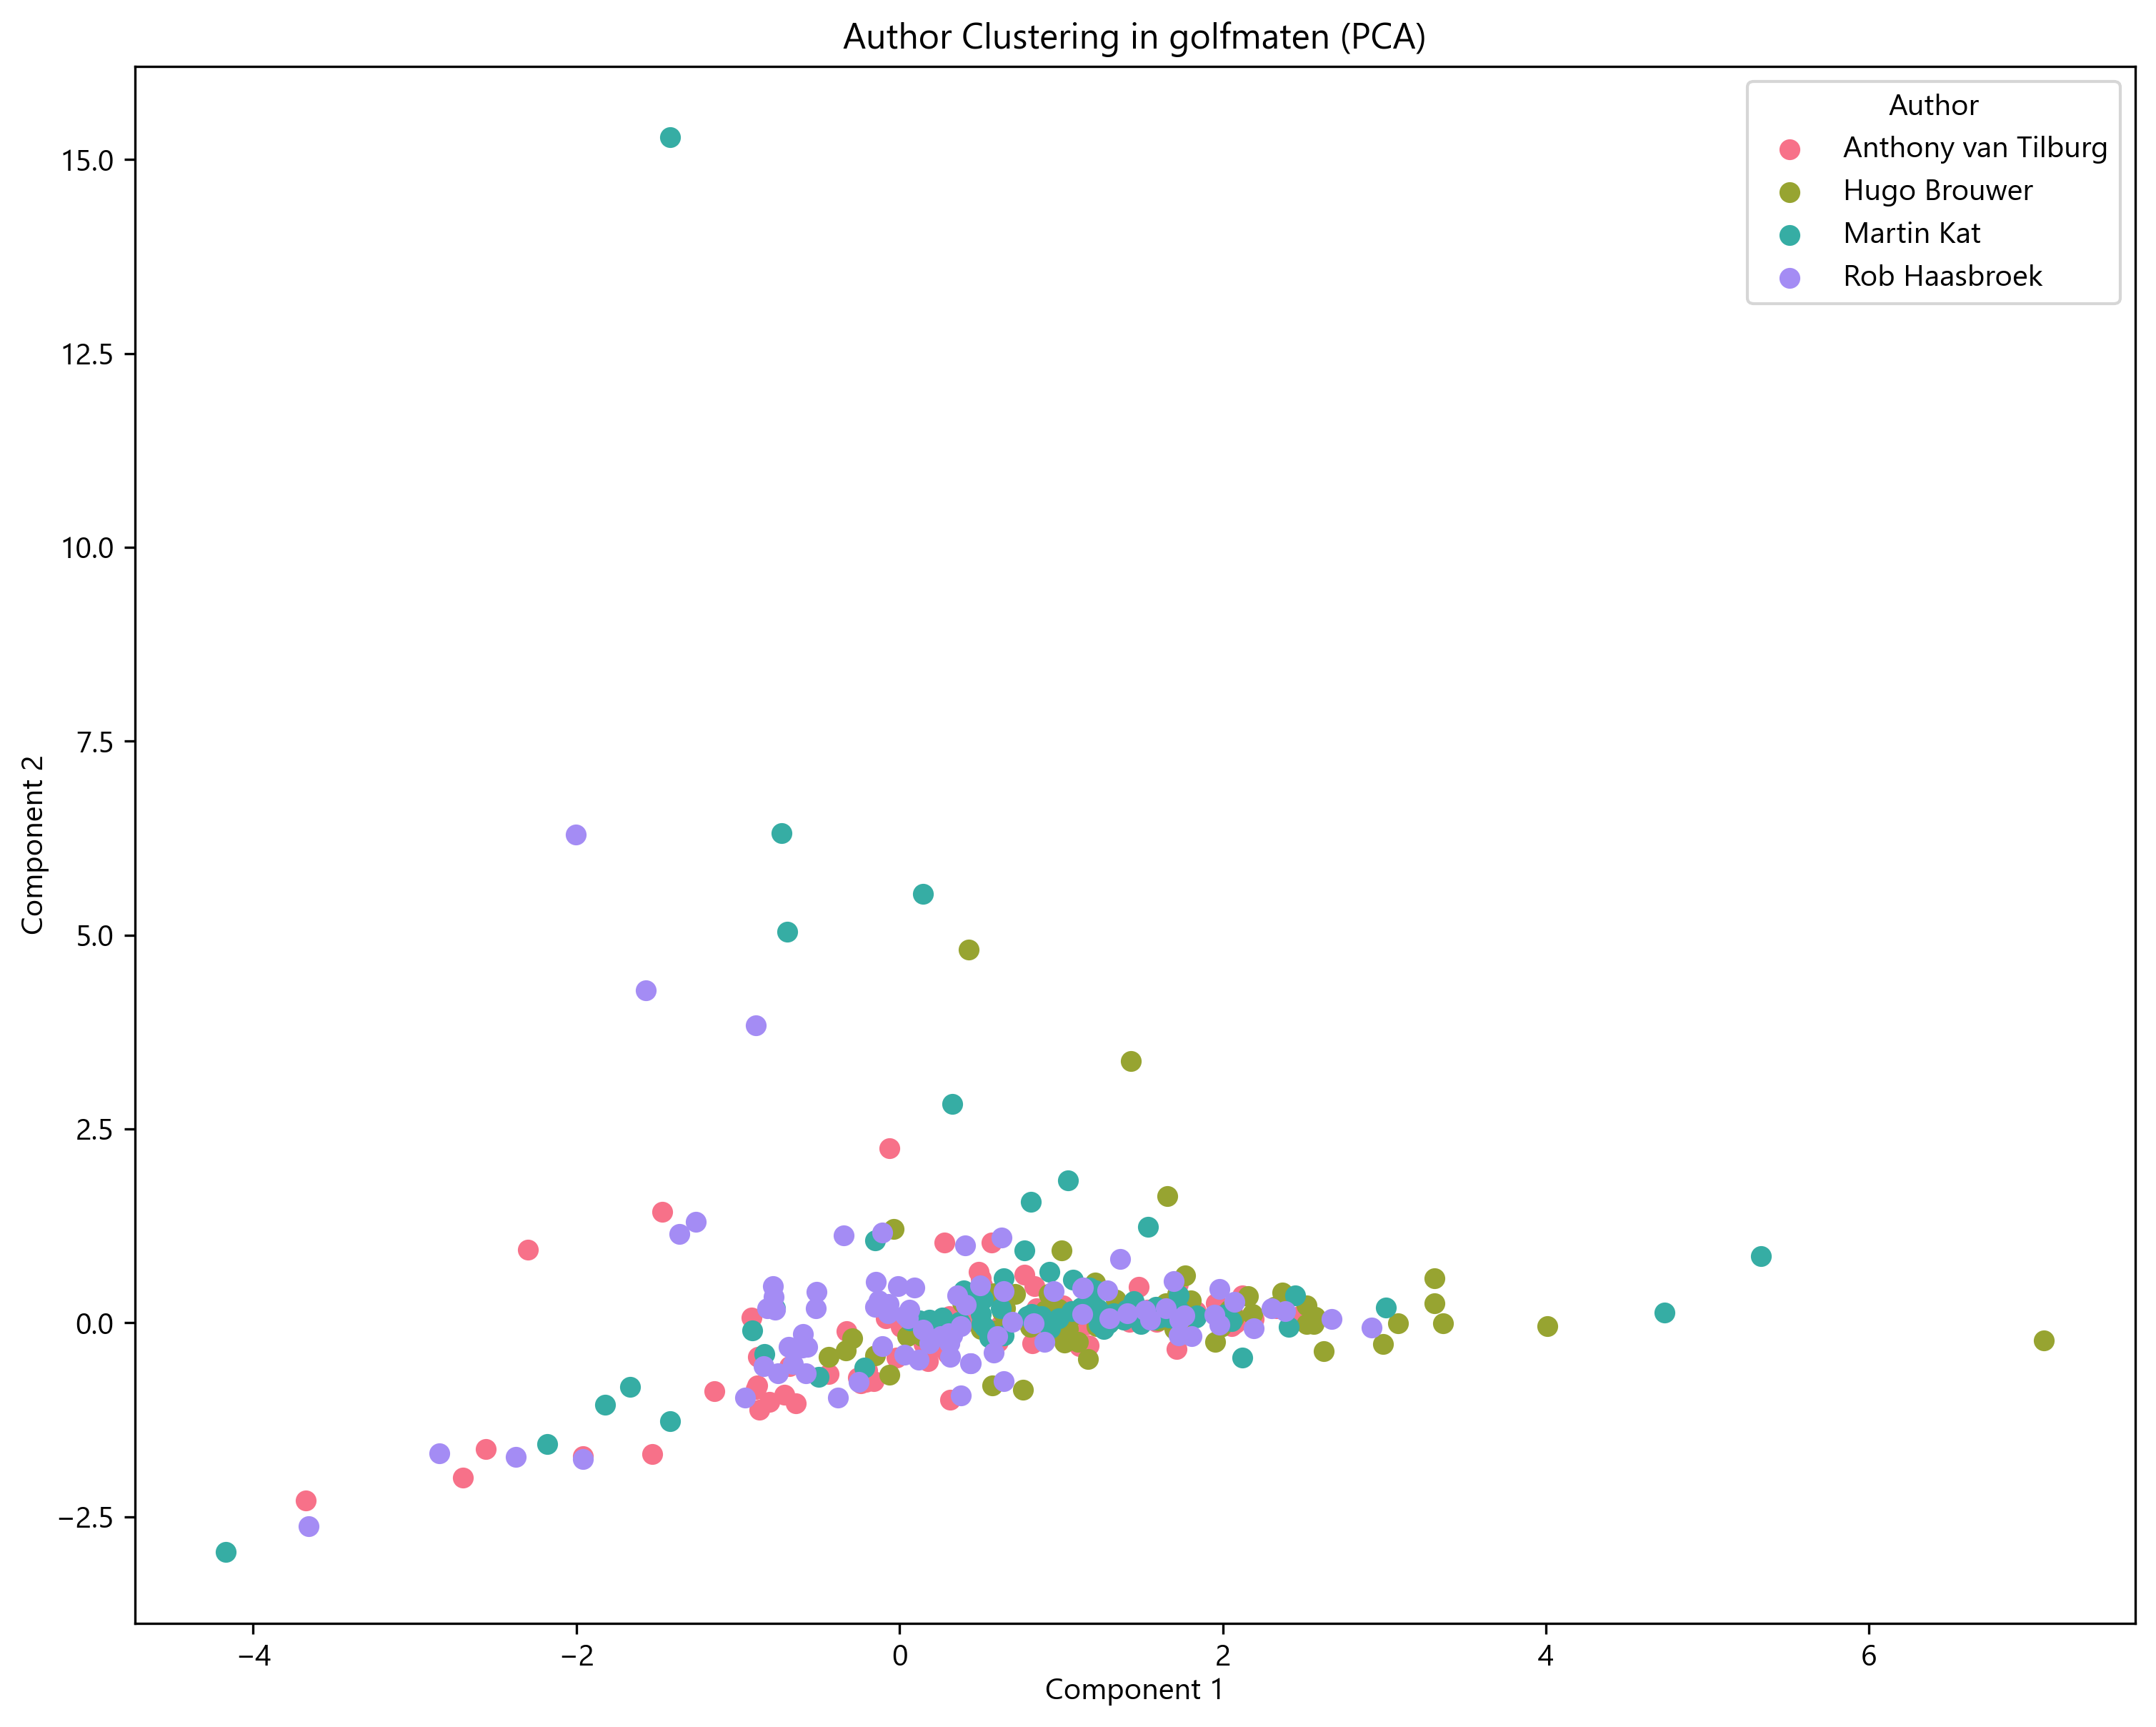 Author Clustering in golfmaten (PCA)
Author
Anthony van Tilburg
Hugo Brouwer
Martin Kat
Rob Haasbroek
15.0
12.5
10.0
7.5
5.0
2.5
0.0
−2.5
Component 2
−4
−2
0
2
4
6
Component 1